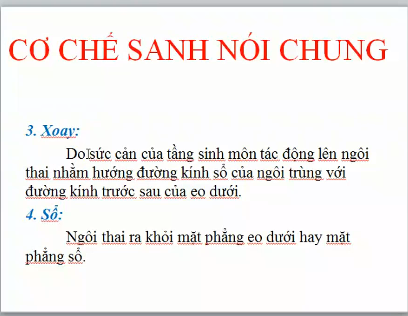 CƠ CHẾ SANH NÓI CHUNG
3. Xoay:
Do sức cản của tầng sinh môn tác động lên ngôi
thai nhằm hướng đường kính sổ của ngôi trùng với
đường kính trước sau của eo dưới.
4. Sổ:
Ngôi thai ra khỏi mặt phẳng eo dưới hay mặt
phẳng sổ.